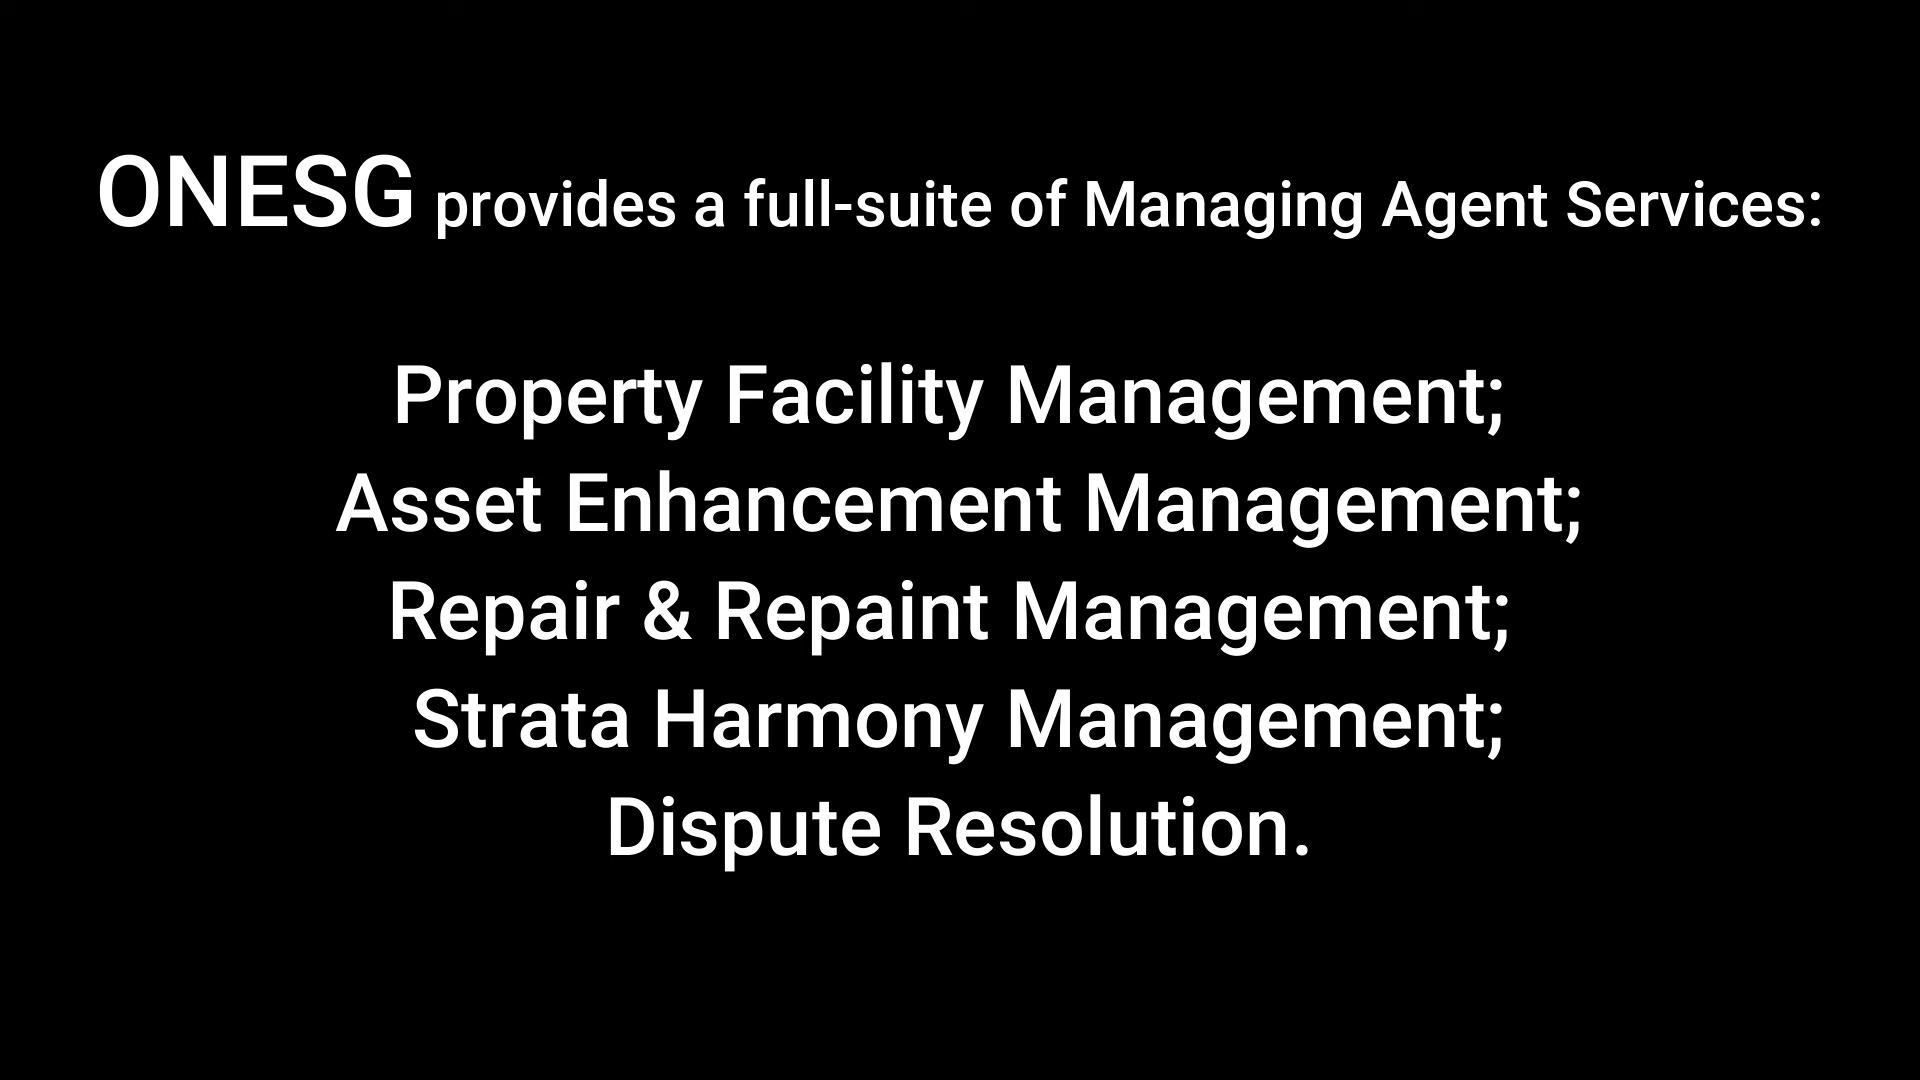 ONESG provides a full-suite of Managing Agent Services:
Property Facility Management;
Asset Enhancement Management;
Repair & Repaint Management;
Strata Harmony Management;
Dispute Resolution.